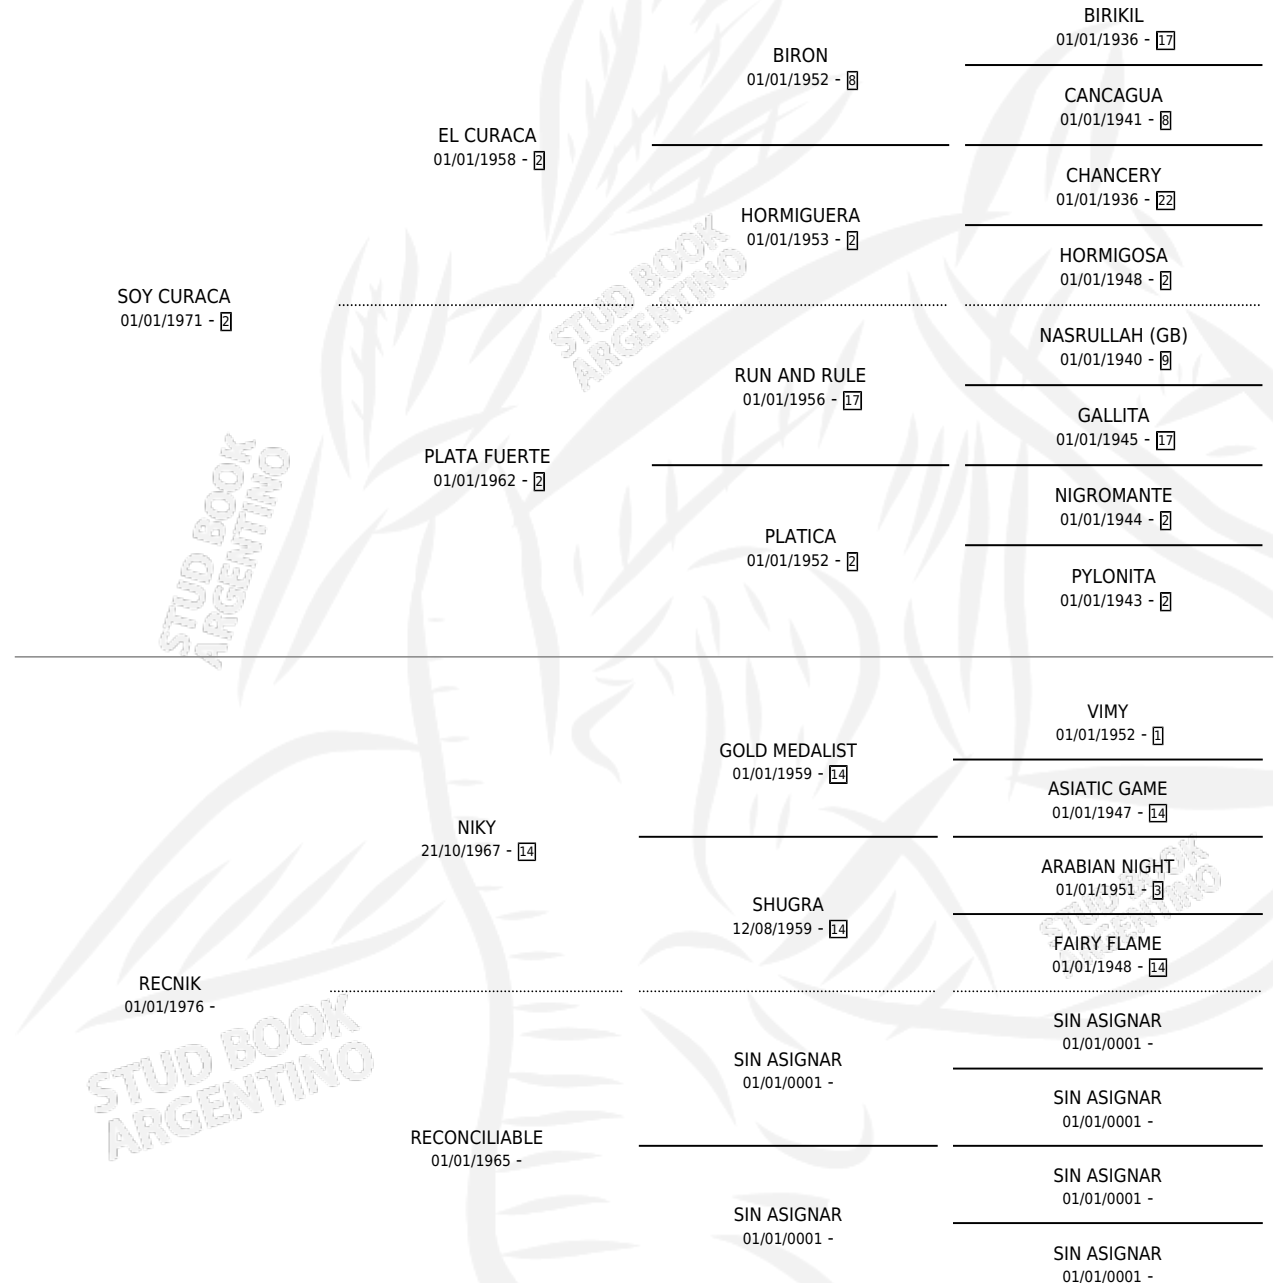 BIRIKIL
01/01/1936 - 17
BIRON
01/01/1952 - 8
CANCAGUA
01/01/1941 - 8
EL CURACA
01/01/1958 - 2
CHANCERY
01/01/1936 - 22
HORMIGUERA
01/01/1953 - 2
HORMIGOSA
01/01/1948 - 2
SOY CURACA
01/01/1971 - 2
NASRULLAH (GB)
01/01/1940 - 9
RUN AND RULE
01/01/1956 - 17
GALLITA
01/01/1945 - 17
PLATA FUERTE
01/01/1962 - 2
NIGROMANTE
01/01/1944 - 2
PLATICA
01/01/1952 - 2
PYLONITA
01/01/1943 - 2
VIMY
01/01/1952 - 1
GOLD MEDALIST
01/01/1959 - 14
ASIATIC GAME
01/01/1947 - 14
NIKY
21/10/1967 - 14
ARABIAN NIGHT
01/01/1951 - 3
SHUGRA
12/08/1959 - 14
FAIRY FLAME
01/01/1948 - 14
RECNIK
01/01/1976 -
SIN ASIGNAR
01/01/0001 -
SIN ASIGNAR
01/01/0001 -
SIN ASIGNAR
01/01/0001 -
RECONCILIABLE
01/01/1965 -
SIN ASIGNAR
01/01/0001 -
SIN ASIGNAR
01/01/0001 -
SIN ASIGNAR
01/01/0001 -
STUD BOOK
ARGENTINO
STUD BOOK
ARGENTINO
STUD BOOK
ARGENTINO
STUD BOOK
ARGENTINO